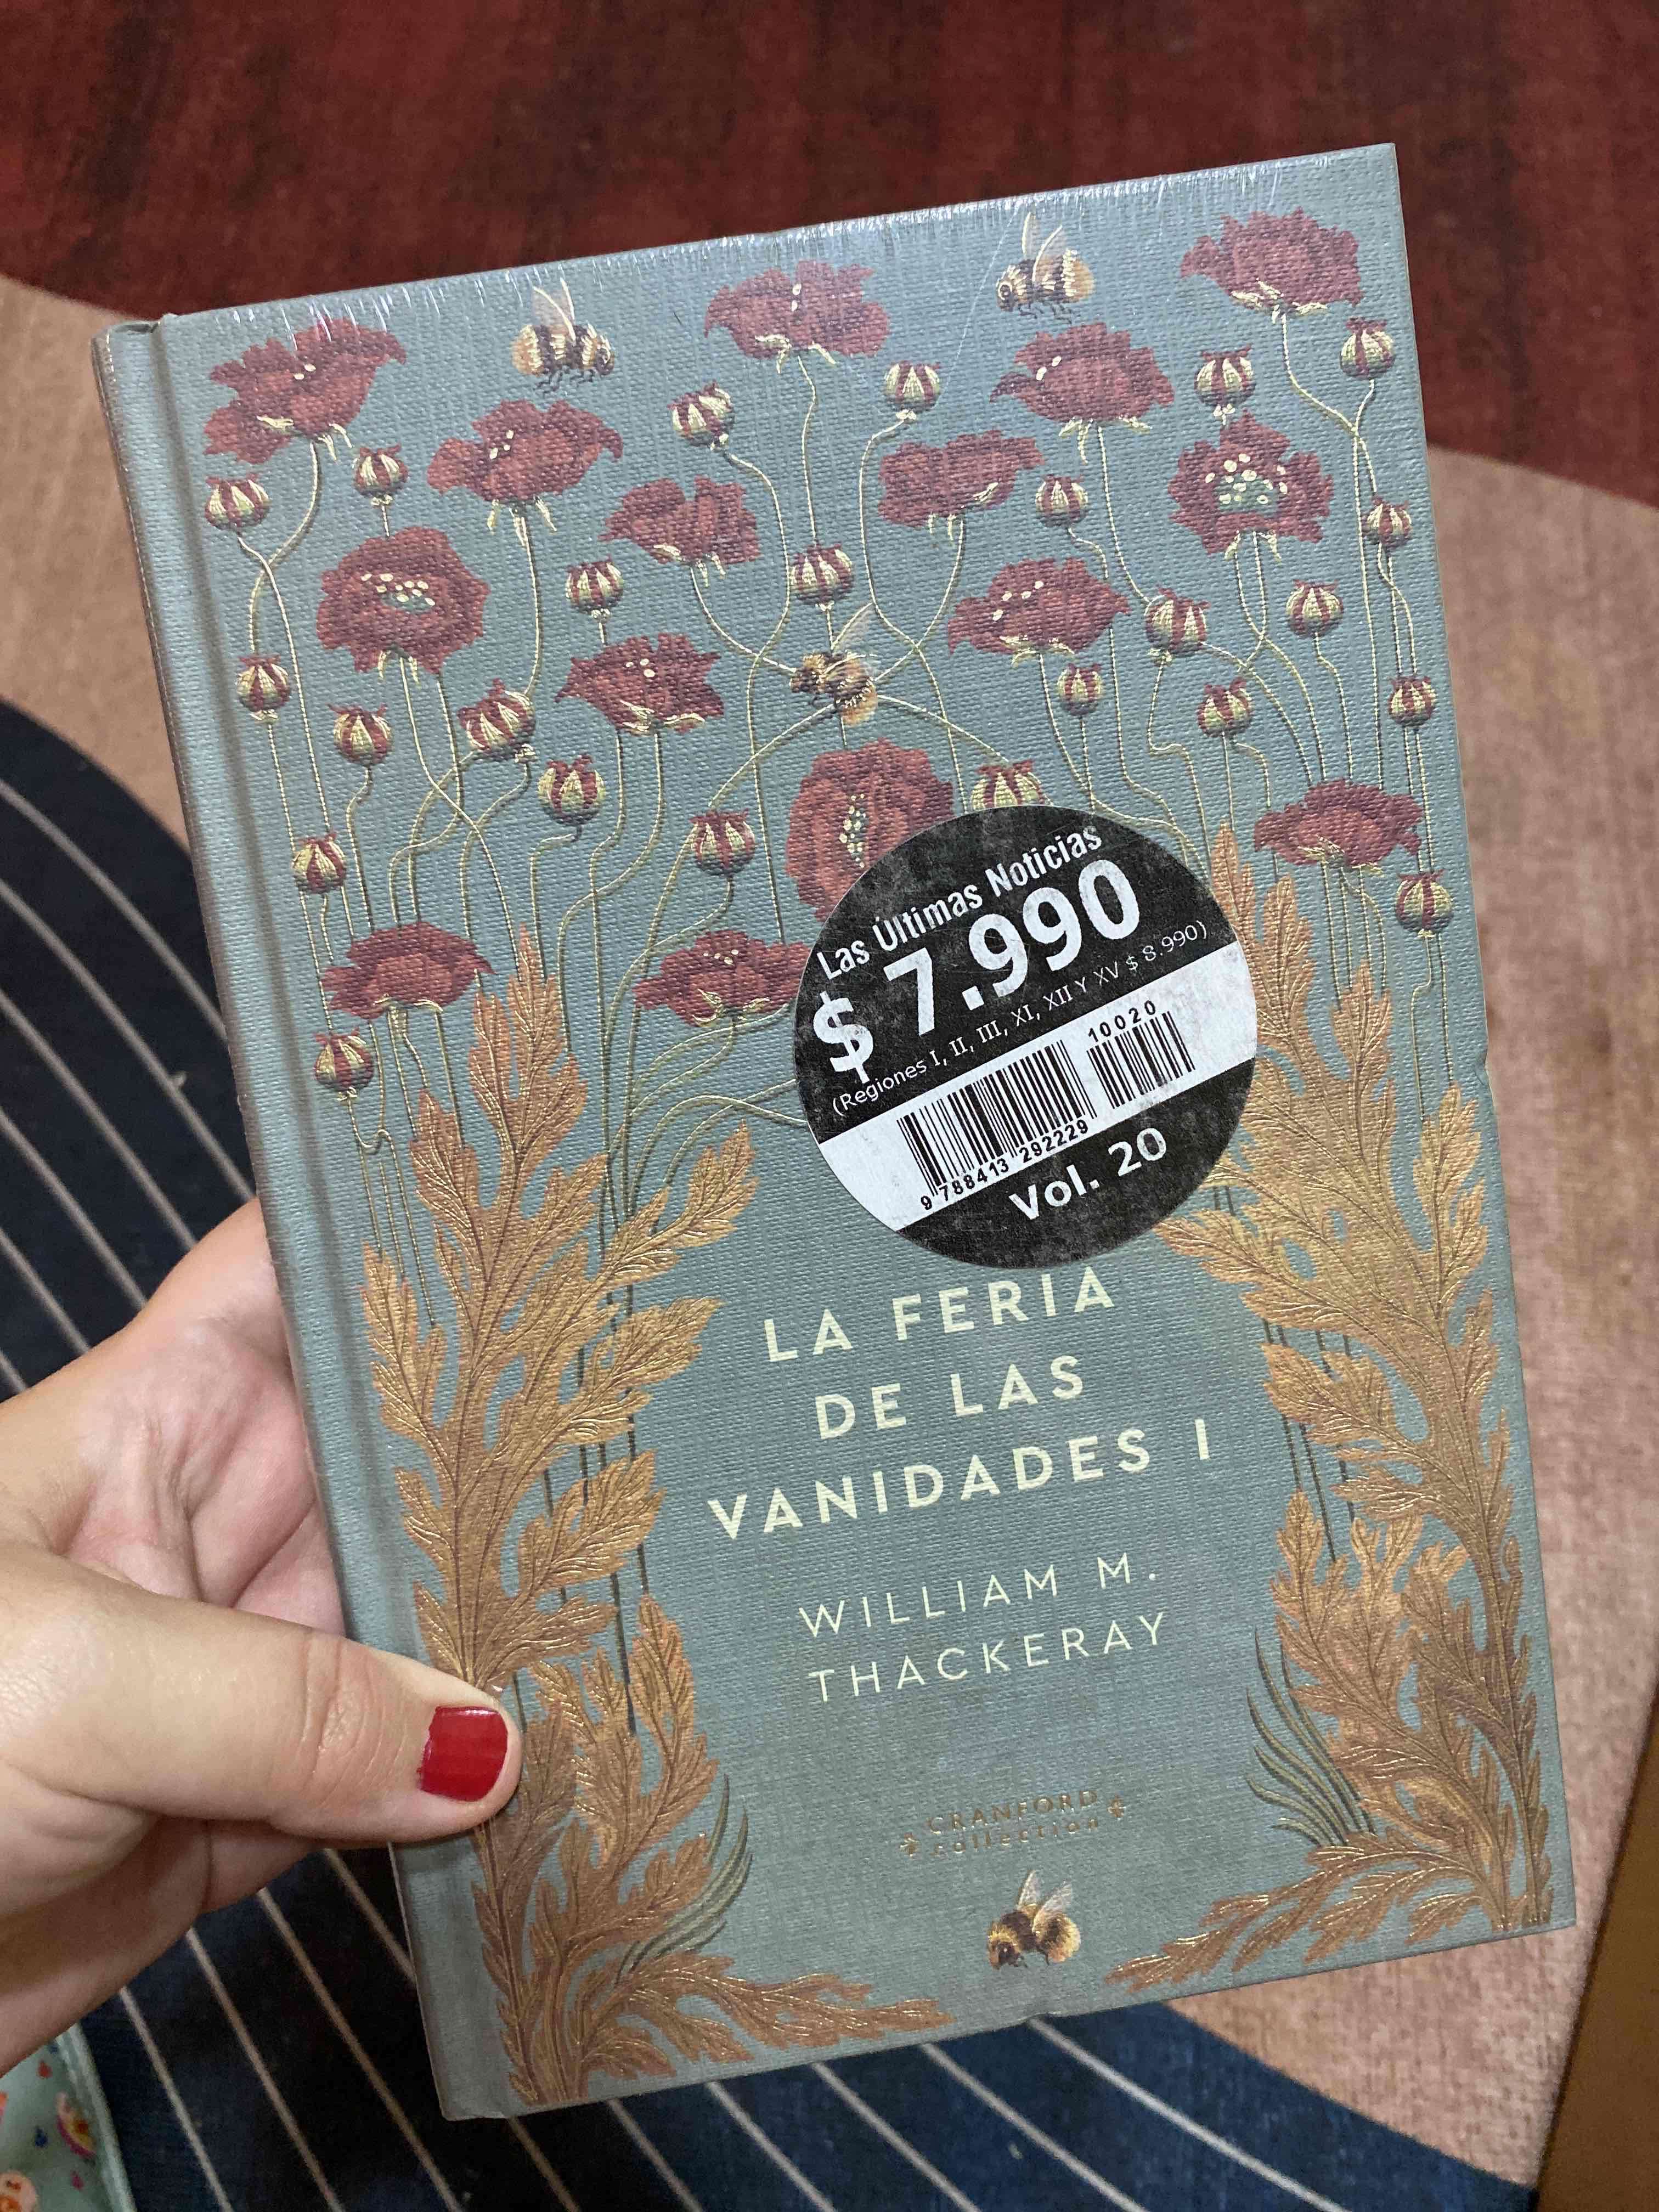 Las Últimas Noticias
$ 7.990
(Regiones I, II, III, XI, XII Y XV $ 8.990)
10020
9 788413 292229
Vol. 20
LA FERIA
DE LAS
VANIDADES I
WILLIAM M.
THACKERAY
CRANFORD
collection